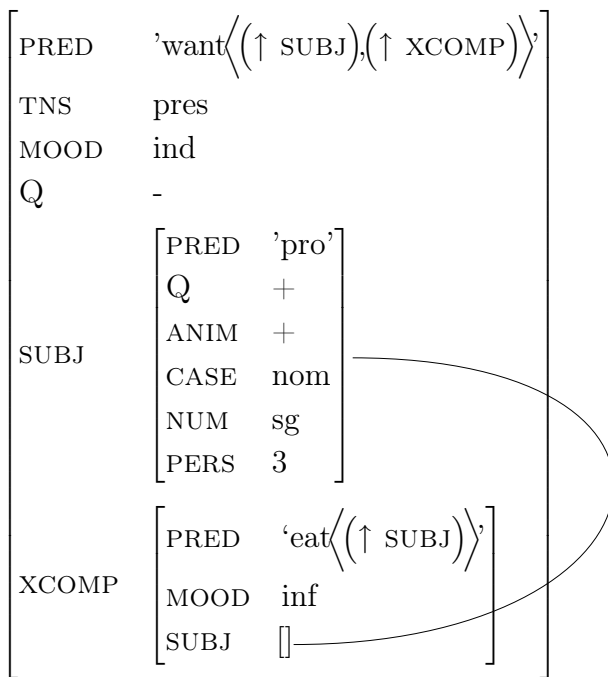 PRED ’want⟨(↑ SUBJ),(↑ XCOMP)⟩’
TNS pres
MOOD ind
Q -
SUBJ [PRED ’pro’
Q +
ANIM +
CASE nom
NUM sg
PERS 3]
XCOMP [PRED ‘eat⟨(↑ SUBJ)⟩’
MOOD inf
SUBJ []]